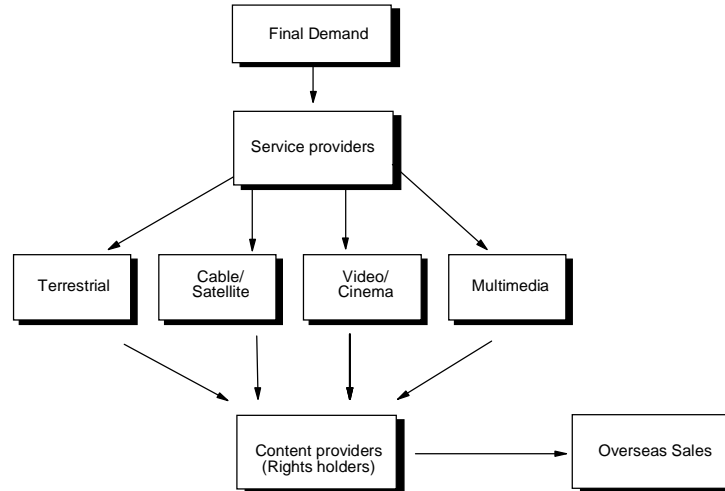 Final Demand
Service providers
Terrestrial
Cable/
Satellite
Video/
Cinema
Multimedia
Content providers
(Rights holders)
Overseas Sales